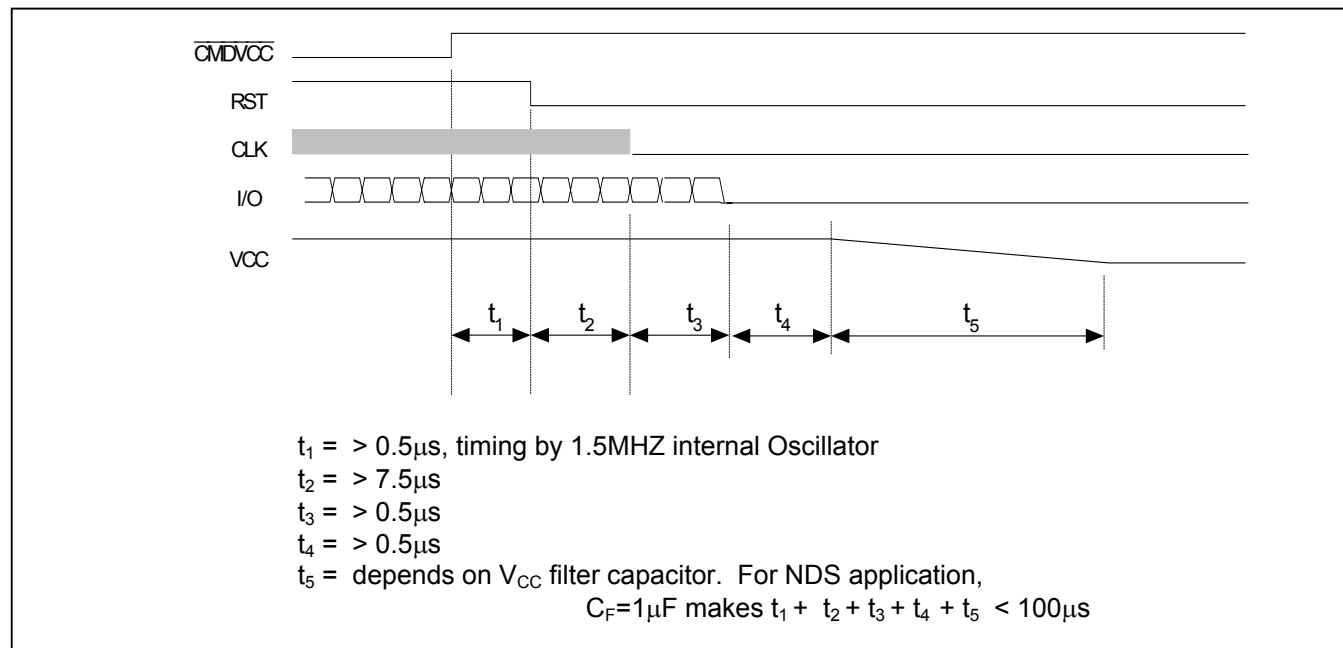 CMDVCC
RST
CLK
I/O
VCC
t1 t2 t3 t4 t5
t1 = > 0.5μs, timing by 1.5MHZ internal Oscillator
t2 = > 7.5μs
t3 = > 0.5μs
t4 = > 0.5μs
t5 = depends on VCC filter capacitor. For NDS application,
CF=1μF makes t1 + t2 + t3 + t4 + t5 < 100μs